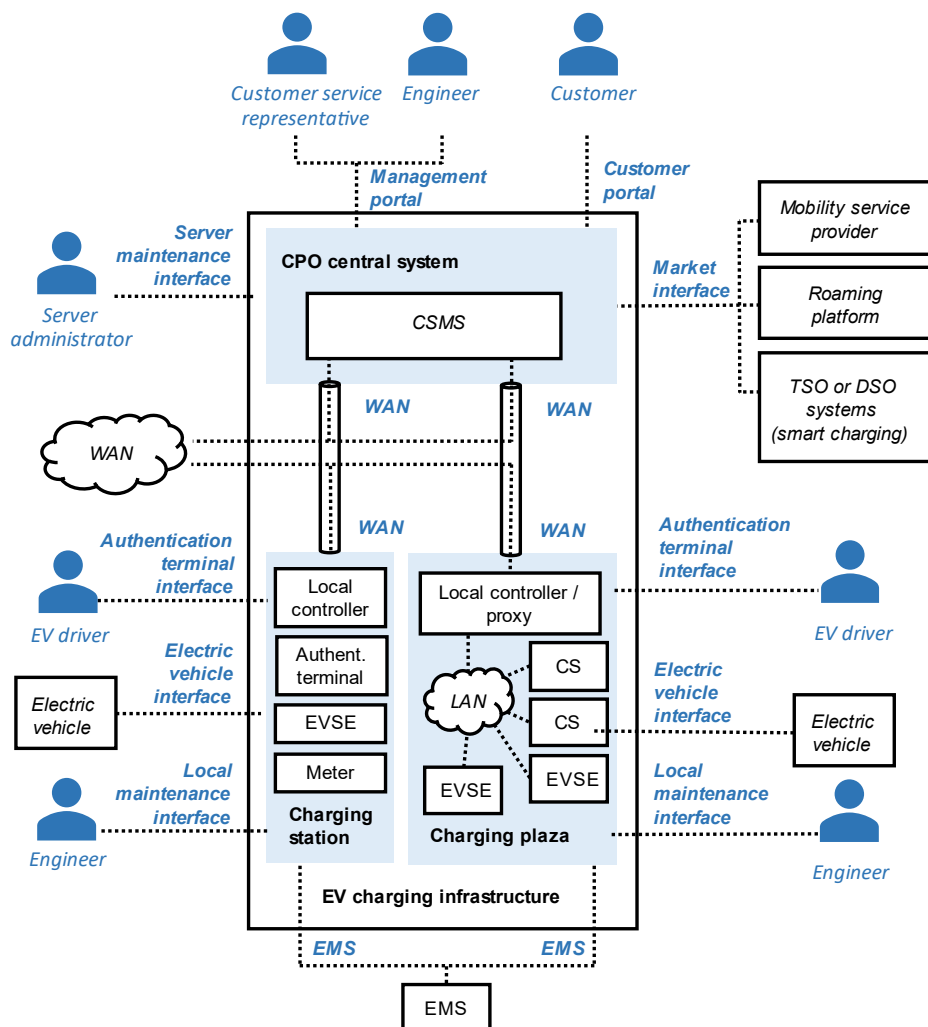 Customer service
representative
Engineer
Customer
Management
portal
Customer
portal
Server
maintenance
interface
Server
administrator
CPO central system
CSMS
Market
interface
Mobility service
provider
Roaming
platform
TSO or DSO
systems
(smart charging)
WAN
WAN
WAN
WAN
WAN
Authentication
terminal
interface
EV driver
Authentication
terminal
interface
EV driver
Electric
vehicle
interface
Electric
vehicle
Electric
vehicle
interface
Electric
vehicle
Local
maintenance
interface
Engineer
Local
maintenance
interface
Engineer
Local
controller
Authent.
terminal
EVSE
Meter
Charging
station
Local controller /
proxy
LAN
CS
CS
EVSE
EVSE
Charging plaza
EV charging infrastructure
EMS
EMS
EMS